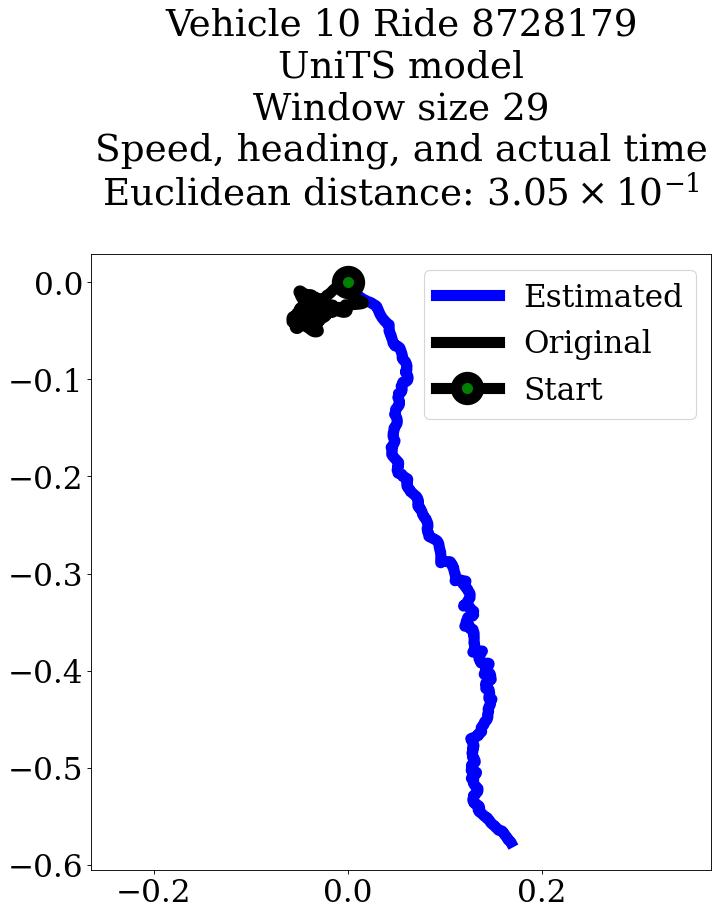 Vehicle 10 Ride 8728179
UniTS model
Window size 29
Speed, heading, and actual time
Euclidean distance: $3.05 × 10^{-1}$
Estimated
Original
Start
0.0
−0.1
−0.2
−0.3
−0.4
−0.5
−0.6
−0.2
0.0
0.2